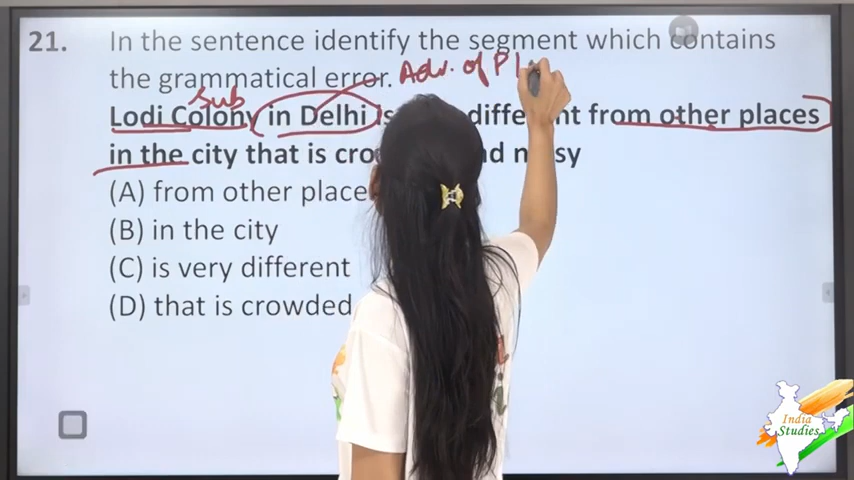 21. In the sentence identify the segment which contains
the grammatical error. Adv. of Pl
Sub
Lodi Colony in Delhi is different from other places
in the city that is and noisy
(A) from other place
(B) in the city
(C) is very different
(D) that is crowded
India
Studies